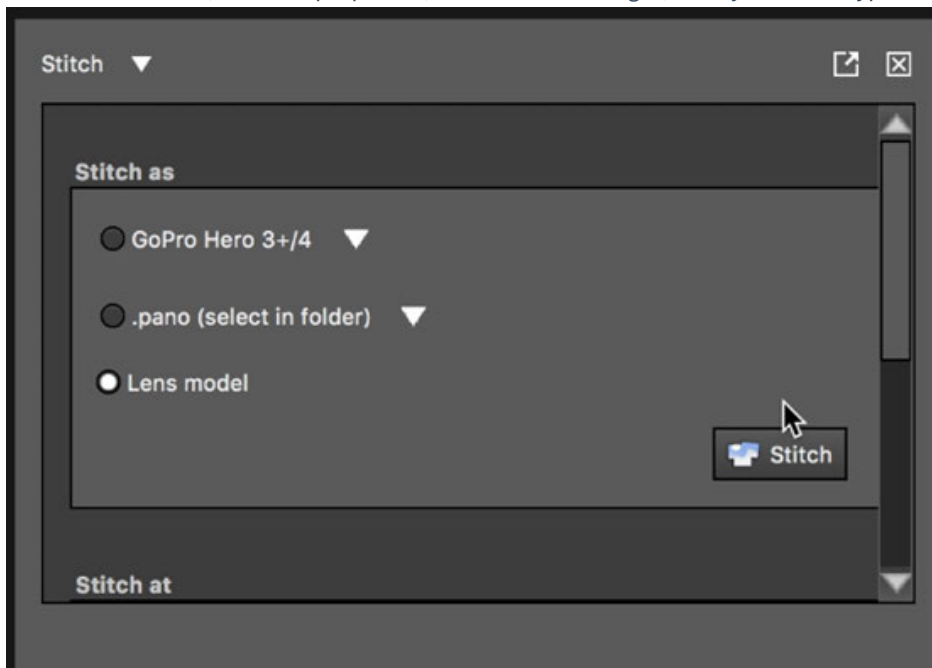 Stitch
Stitch as
GoPro Hero 3+/4
.pano (select in folder)
Lens model
Stitch
Stitch at